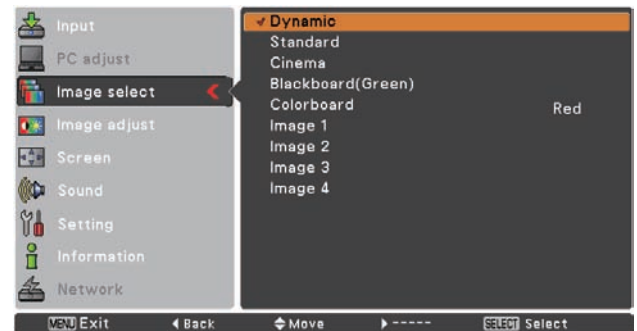 Input
PC adjust
Image select
Image adjust
Screen
Sound
Setting
Information
Network
Dynamic
Standard
Cinema
Blackboard(Green)
Colorboard Red
Image 1
Image 2
Image 3
Image 4
MENU Exit Back Move ----- SELECT Select